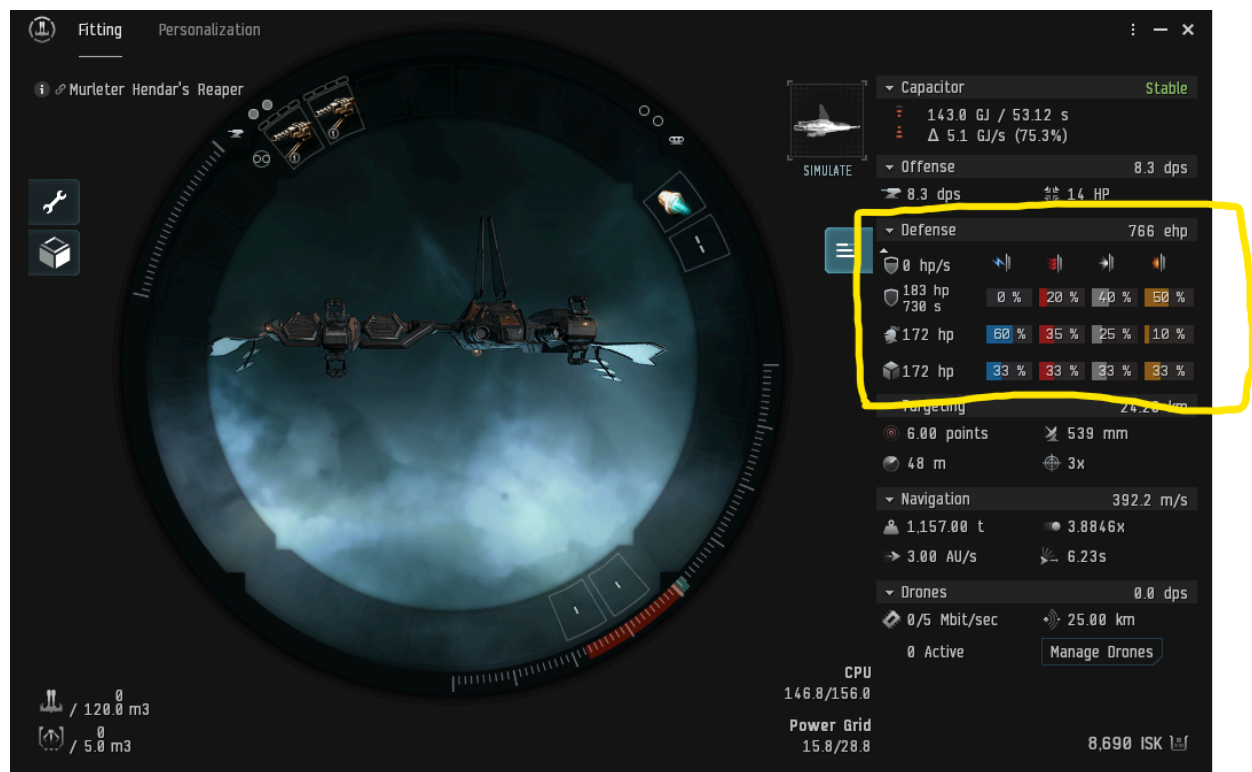 Fitting Personalization
Murleter Hendar's Reaper
SIMULATE
Capacitor Stable
143.0 GJ / 53.12 s
Δ 5.1 GJ/s (75.3%)
Offense 8.3 dps
8.3 dps 14 HP
Defense 766 ehp
0 hp/s
183 hp
730 s
0 % 20 % 40 % 50 %
172 hp 60 % 35 % 25 % 10 %
172 hp 33 % 33 % 33 % 33 %
Targeting 24.20 km
6.00 points 539 mm
48 m 3x
Navigation 392.2 m/s
1,157.00 t 3.8846x
3.00 AU/s 6.23s
Drones 0.0 dps
0/5 Mbit/sec 25.00 km
0 Active Manage Drones
CPU
146.8/156.0
Power Grid
15.8/28.8
0
/ 120.0 m3
0
/ 5.0 m3
8,690 ISK